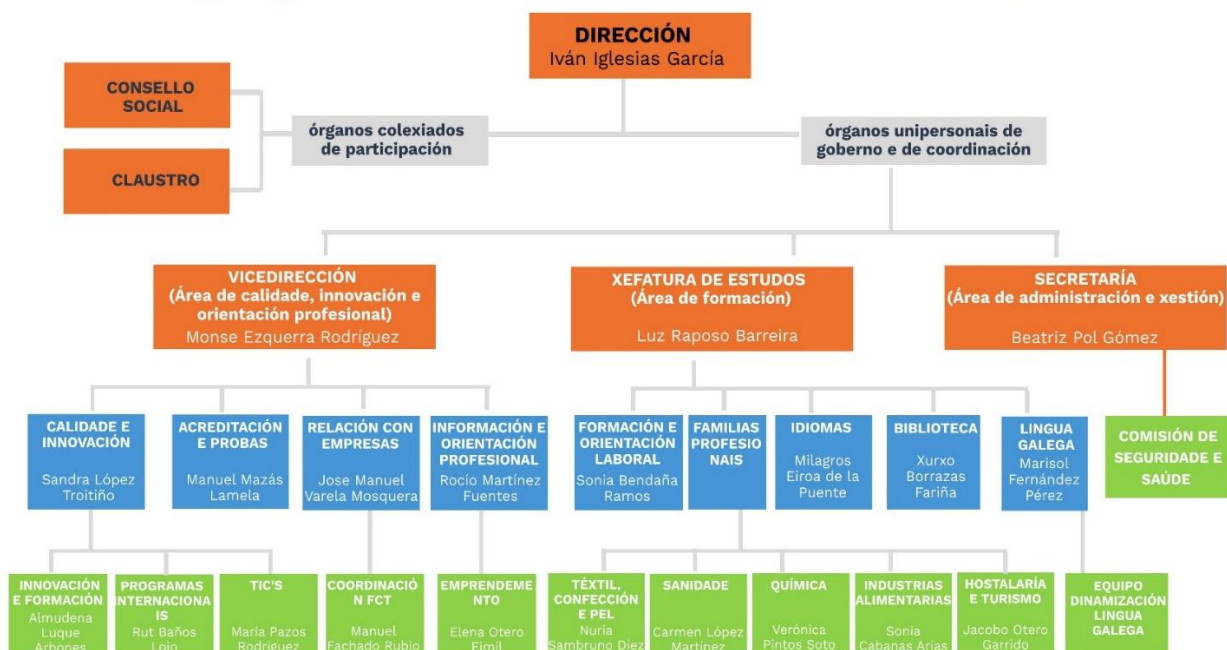 DIRECCIÓN
Iván Iglesias García
CONSELLO
SOCIAL
CLAUSTRO
órganos colexiados
de participación
órganos unipersonais de
goberno e de coordinación
VICEDIRECCIÓN
(Área de calidade, innovación e
orientación profesional)
Monse Ezquerra Rodríguez
XEFATURA DE ESTUDOS
(Área de formación)
Luz Raposo Barreira
SECRETARÍA
(Área de administración e xestión)
Beatriz Pol Gómez
CALIDADE E
INNOVACIÓN
Sandra López
Troitiño
ACREDITACIÓN
E PROBAS
Manuel Mazás
Lamela
RELACIÓN CON
EMPRESAS
Jose Manuel
Varela Mosquera
INFORMACIÓN E
ORIENTACIÓN
PROFESIONAL
Rocío Martínez
Fuentes
FORMACIÓN E
ORIENTACIÓN
LABORAL
Sonia Bendaña
Ramos
FAMILIAS
PROFESIO
NAIS
IDIOMAS
Milagros
Eiroa de la
Puente
BIBLIOTECA
Xurxo
Borrazas
Fariña
LINGUA
GALEGA
Marisol
Fernández
Pérez
COMISIÓN DE
SEGURIDADE E
SAÚDE
INNOVACIÓN
E FORMACIÓN
Almudena
Luque
Arbones
PROGRAMAS
INTERNACIONA
IS
Rut Baños
Lojo
TIC'S
María Pazos
Rodríguez
COORDINACIÓ
N FCT
Manuel
Fachado Rubio
EMPRENDEME
NTO
Elena Otero
Eimil
TÉXTIL,
CONFECCIÓN
E PEL
Nuria
Sambruno Díez
SANIDADE
Carmen López
Martínez
QUÍMICA
Verónica
Pintos Soto
INDUSTRIAS
ALIMENTARIAS
Sonia
Cabanas Arias
HOSTALARÍA
E TURISMO
Jacobo Otero
Garrido
EQUIPO
DINAMIZACIÓN
LINGUA
GALEGA